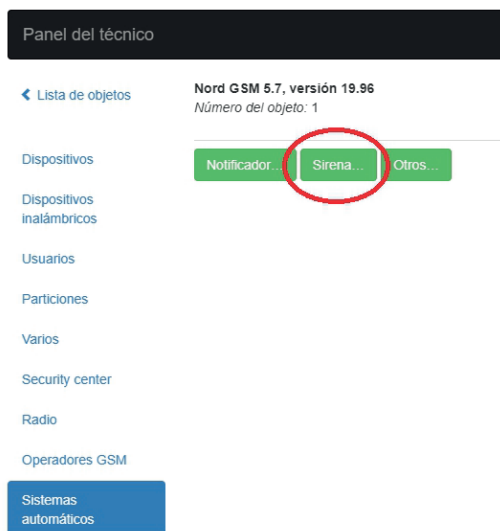 Panel del técnico
Lista de objetos
Nord GSM 5.7, versión 19.96
Número del objeto: 1
Notificador... Sirena... Otros...
Dispositivos
Dispositivos
inalámbricos
Usuarios
Particiones
Varios
Security center
Radio
Operadores GSM
Sistemas
automáticos